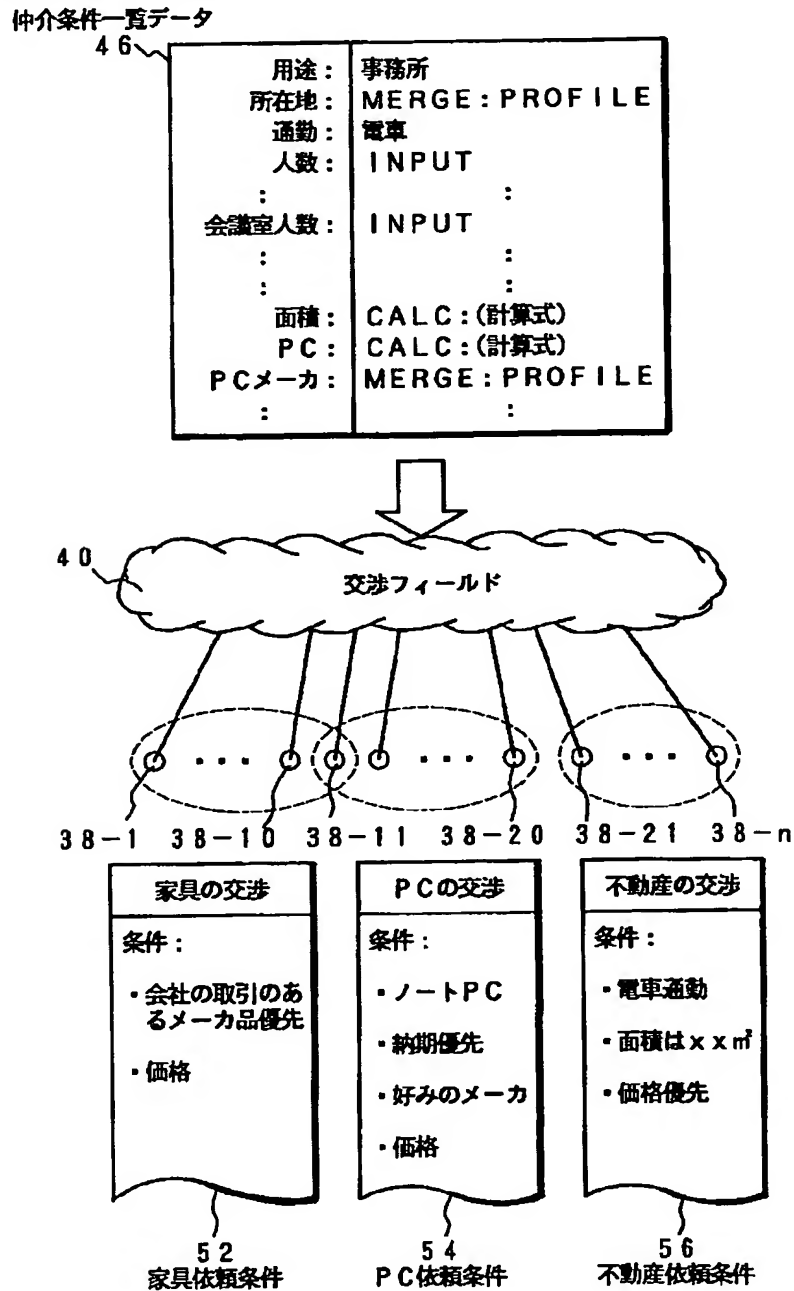 仲介条件一覧データ
46
用途： 事務所
所在地： MERGE：PROFILE
通勤： 電車
人数： INPUT
： ：
会議室人数： INPUT
： ：
： ：
面積： CALC：(計算式)
PC： CALC：(計算式)
PCメーカ： MERGE：PROFILE
： ：
40
交渉フィールド
・・・ ・・・ ・・・
38−1 38−10 38−11 38−20 38−21 38−n
家具の交渉
条件：
・会社の取引のあ
るメーカ品優先
・価格
52
家具依頼条件
PCの交渉
条件：
・ノートPC
・納期優先
・好みのメーカ
・価格
54
PC依頼条件
不動産の交渉
条件：
・電車通勤
・面積はxx㎡
・価格優先
56
不動産依頼条件